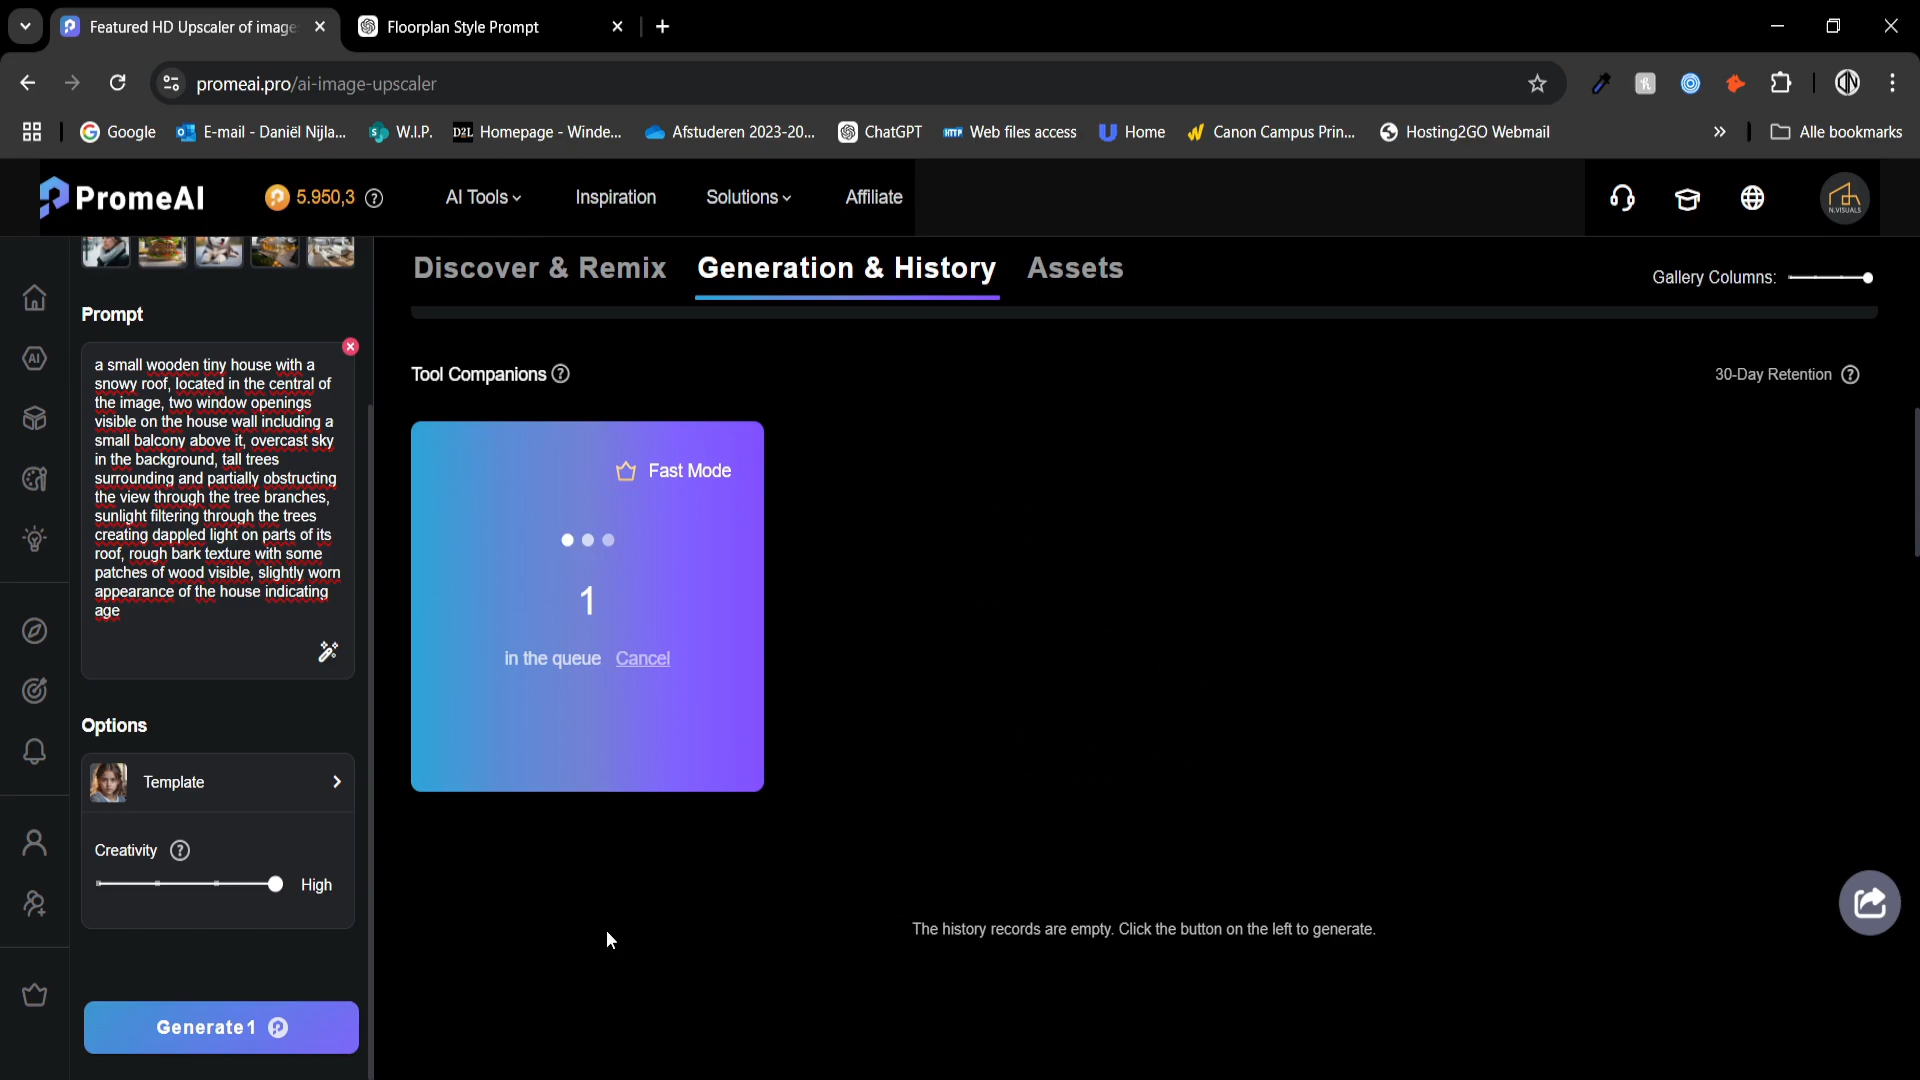 Featured HD Upscaler of image
Floorplan Style Prompt
promeai.pro/ai-image-upscaler
Google
E-mail - Daniël Nijla...
W.I.P.
D2L Homepage - Winde...
Afstuderen 2023-20...
ChatGPT
HTTP Web files access
Home
Canon Campus Prin...
Hosting2GO Webmail
Alle bookmarks
PromeAI
5.950,3
AI Tools
Inspiration
Solutions
Affiliate
N.VISUALS
Discover & Remix
Generation & History
Assets
Gallery Columns:
AI
Prompt
a small wooden tiny house with a
snowy roof, located in the central of
the image, two window openings
visible on the house wall including a
small balcony above it, overcast sky
in the background, tall trees
surrounding and partially obstructing
the view through the tree branches,
sunlight filtering through the trees
creating dappled light on parts of its
roof, rough bark texture with some
patches of wood visible, slightly worn
appearance of the house indicating
age
Options
Template
Creativity
High
Generate1
Tool Companions
30-Day Retention
Fast Mode
1
in the queue Cancel
The history records are empty. Click the button on the left to generate.